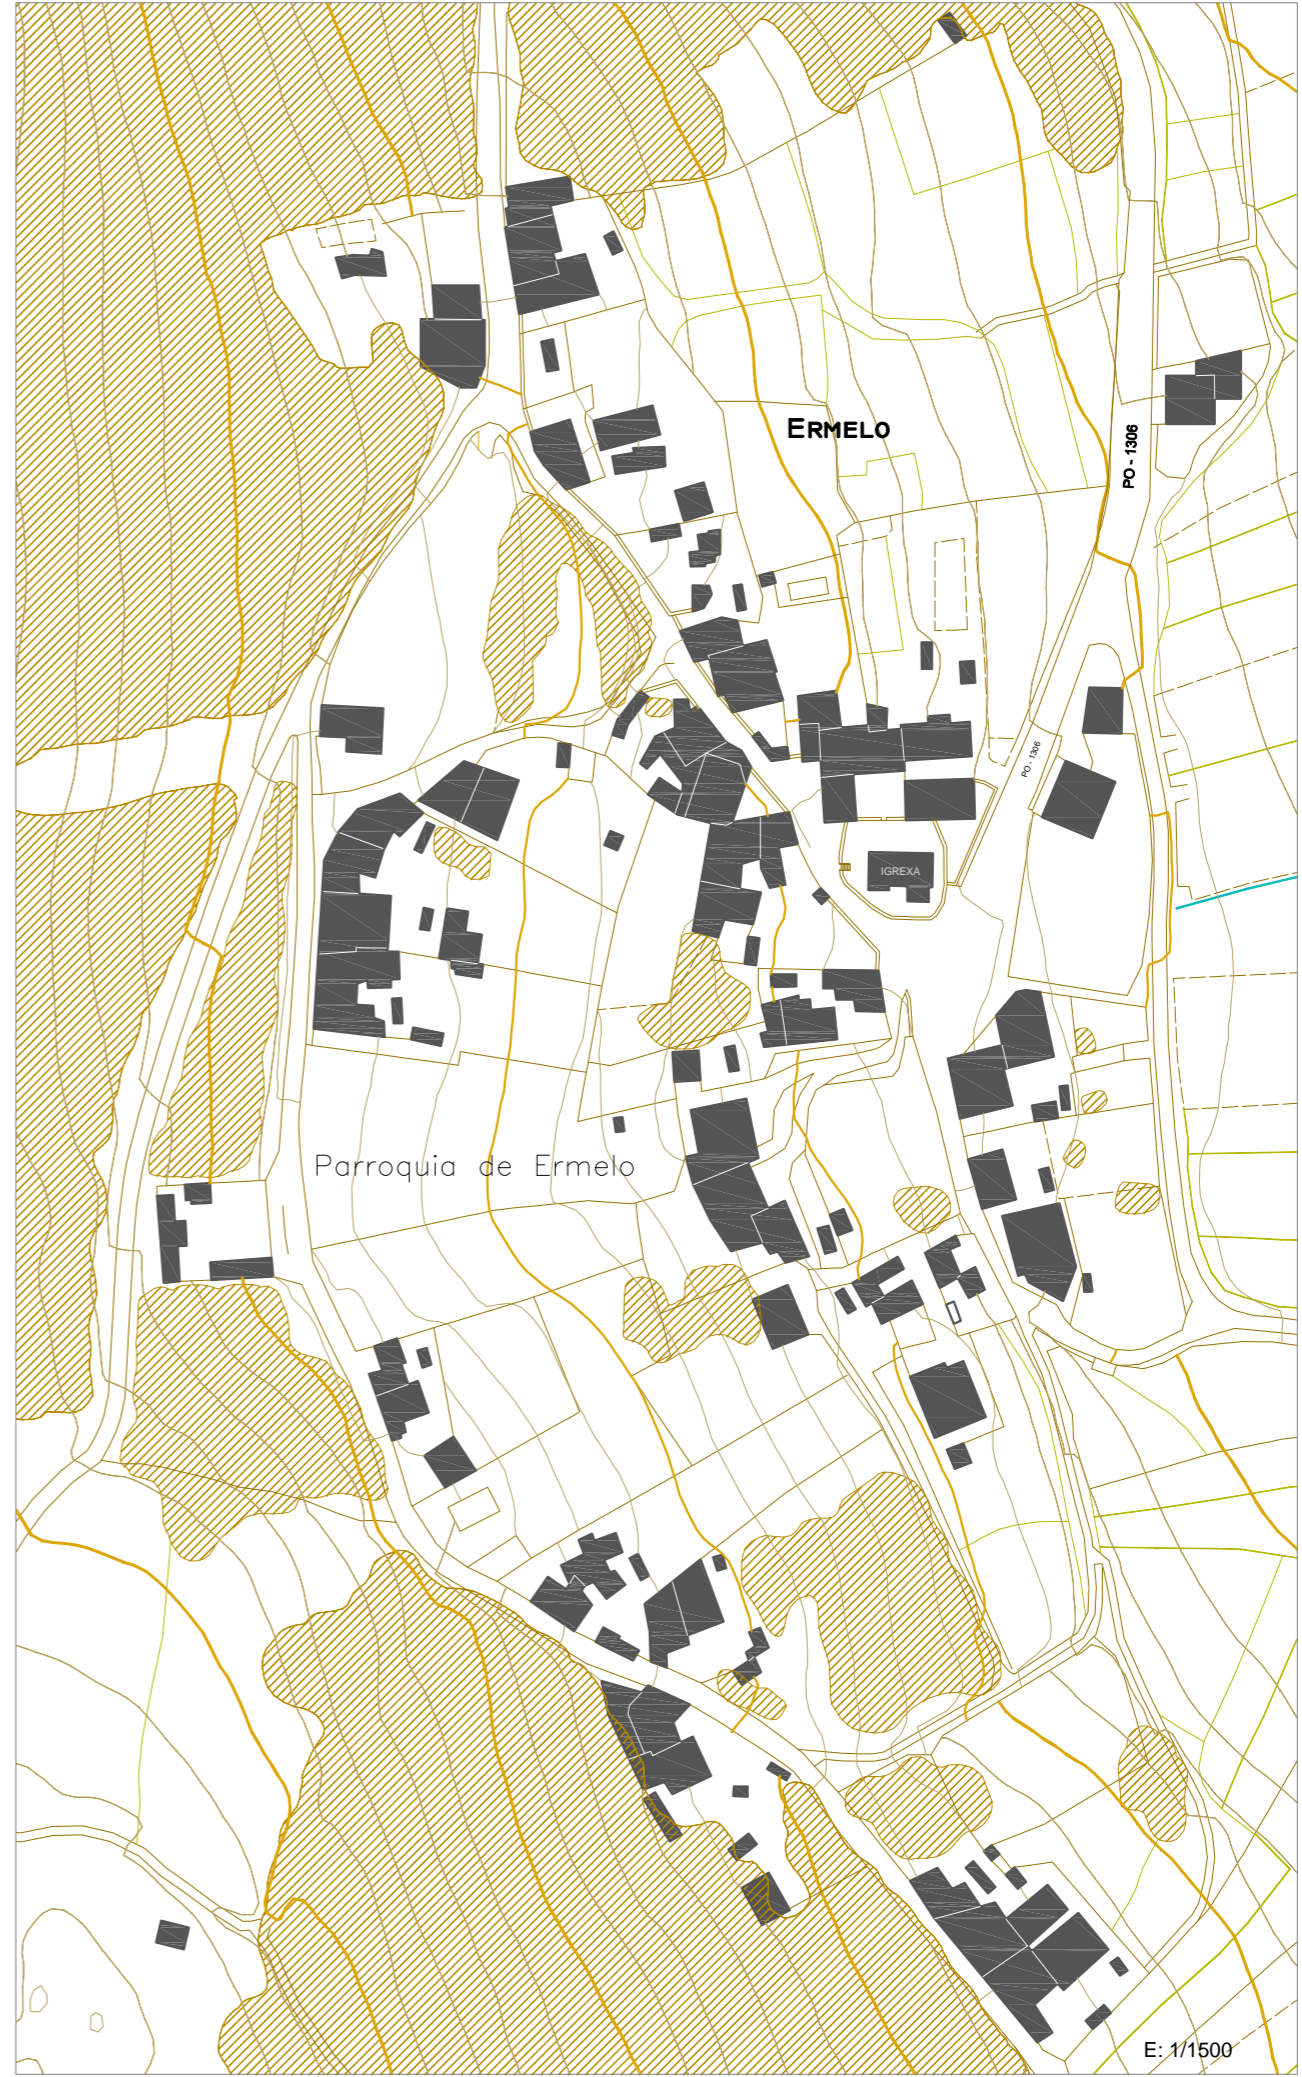 ERMELO
PO - 1306
PO - 1306
IGREXA
Parroquia de Ermelo
E: 1/1500